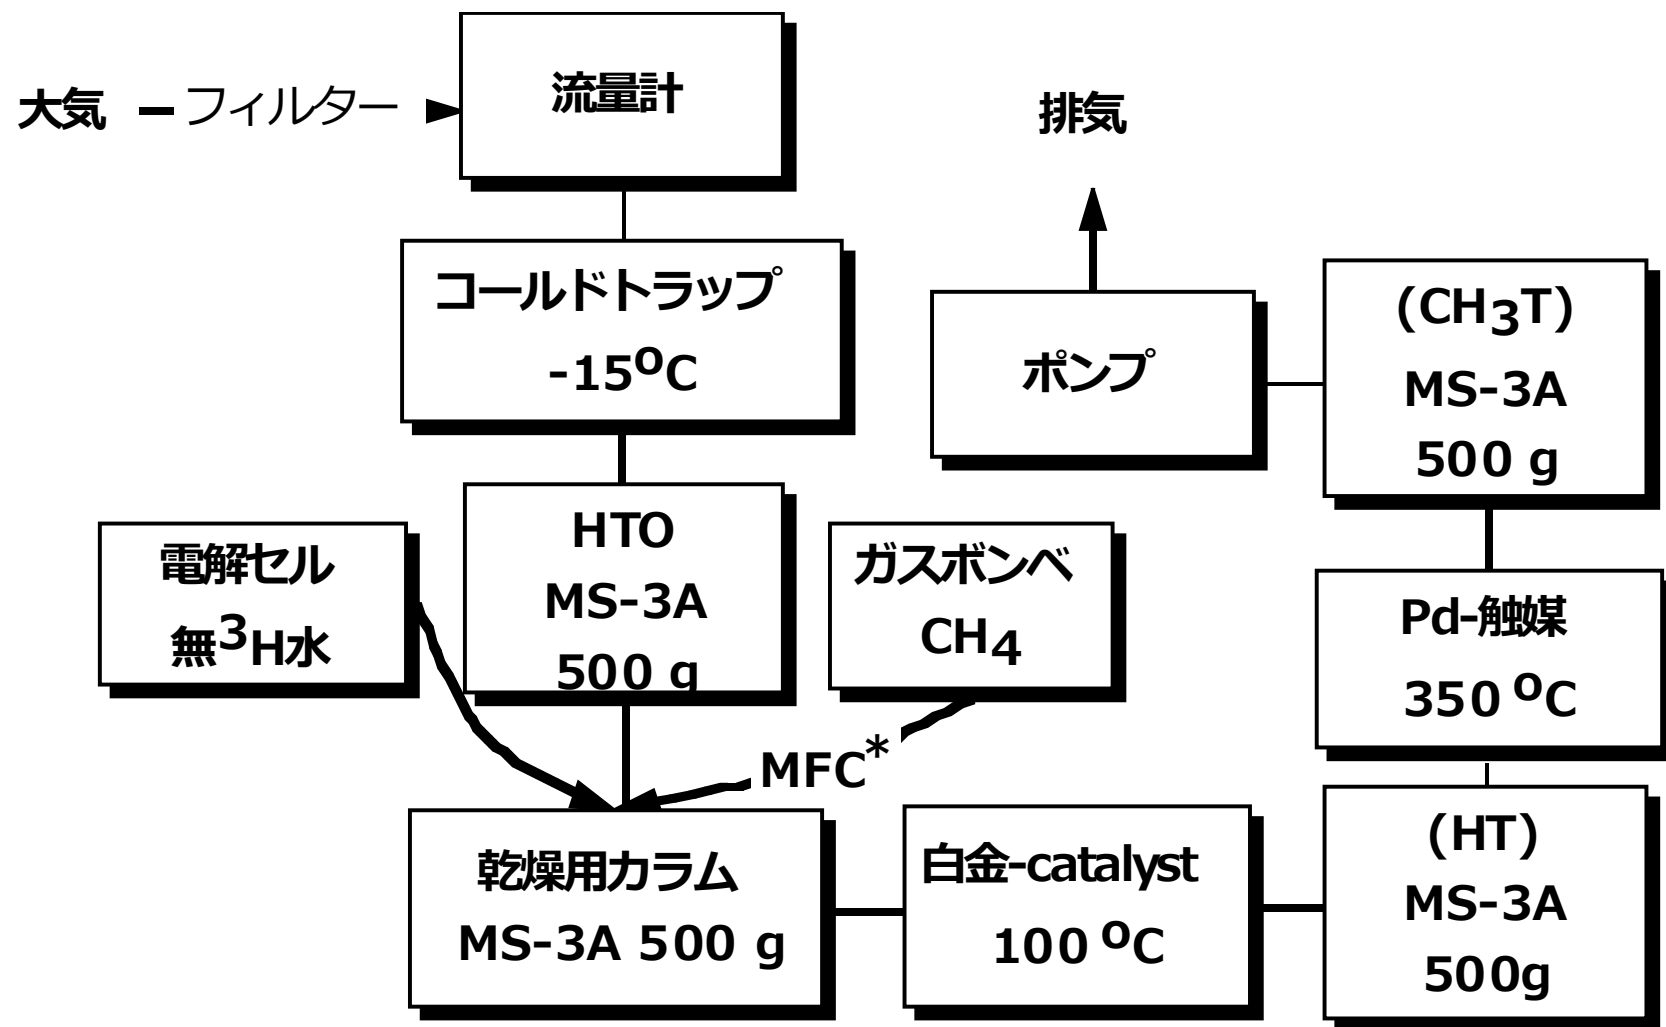 大気
フィルター
流量計
コールドトラップ
-15ºC
HTO
MS-3A
500 g
電解セル
無³H水
ガスボンベ
CH₄
MFC*
乾燥用カラム
MS-3A 500 g
白金-catalyst
100 ºC
(HT)
MS-3A
500g
Pd-触媒
350 ºC
(CH₃T)
MS-3A
500 g
ポンプ
排気